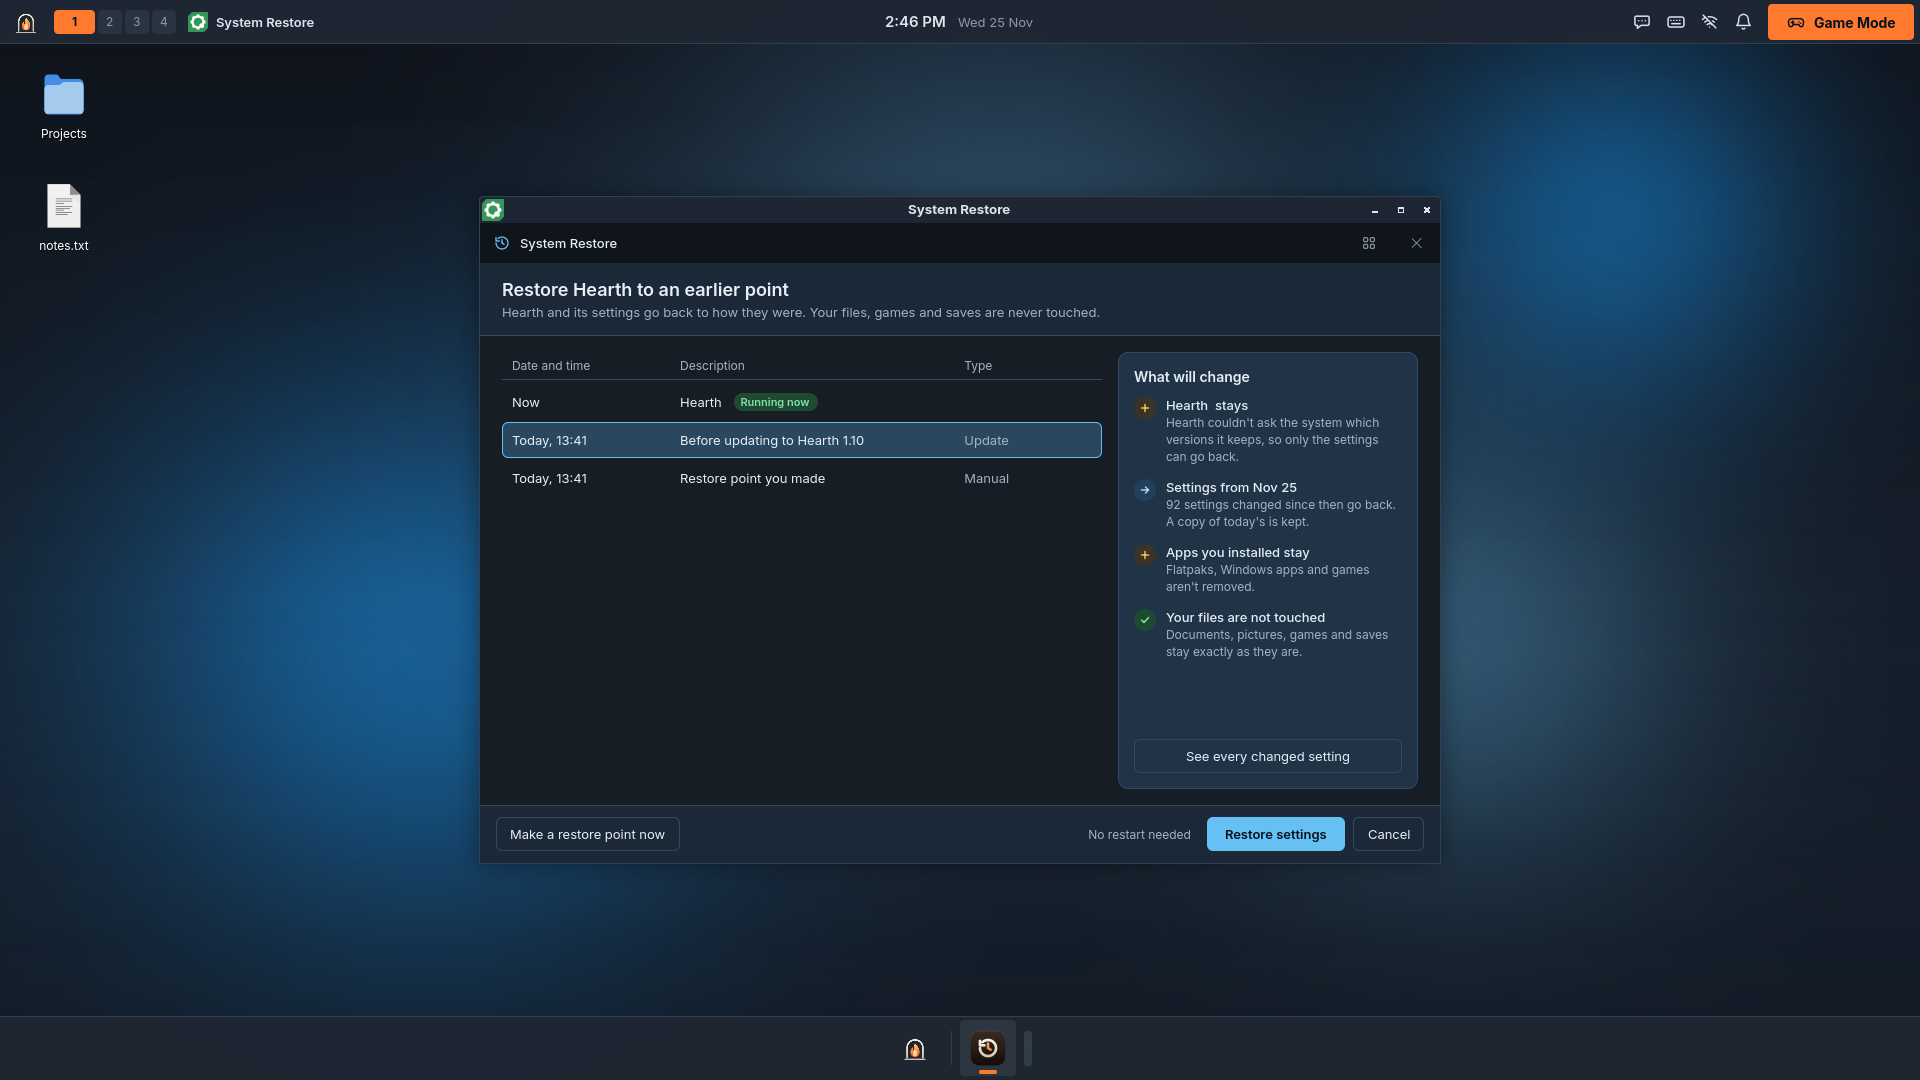 1 2 3 4 System Restore 2:46 PM Wed 25 Nov Game Mode
Projects
notes.txt
System Restore
System Restore
Restore Hearth to an earlier point
Hearth and its settings go back to how they were. Your files, games and saves are never touched.
Date and time Description Type
Now Hearth Running now
Today, 13:41 Before updating to Hearth 1.10 Update
Today, 13:41 Restore point you made Manual
What will change
Hearth stays
Hearth couldn't ask the system which
versions it keeps, so only the settings
can go back.
Settings from Nov 25
92 settings changed since then go back.
A copy of today's is kept.
Apps you installed stay
Flatpaks, Windows apps and games
aren't removed.
Your files are not touched
Documents, pictures, games and saves
stay exactly as they are.
See every changed setting
Make a restore point now No restart needed Restore settings Cancel